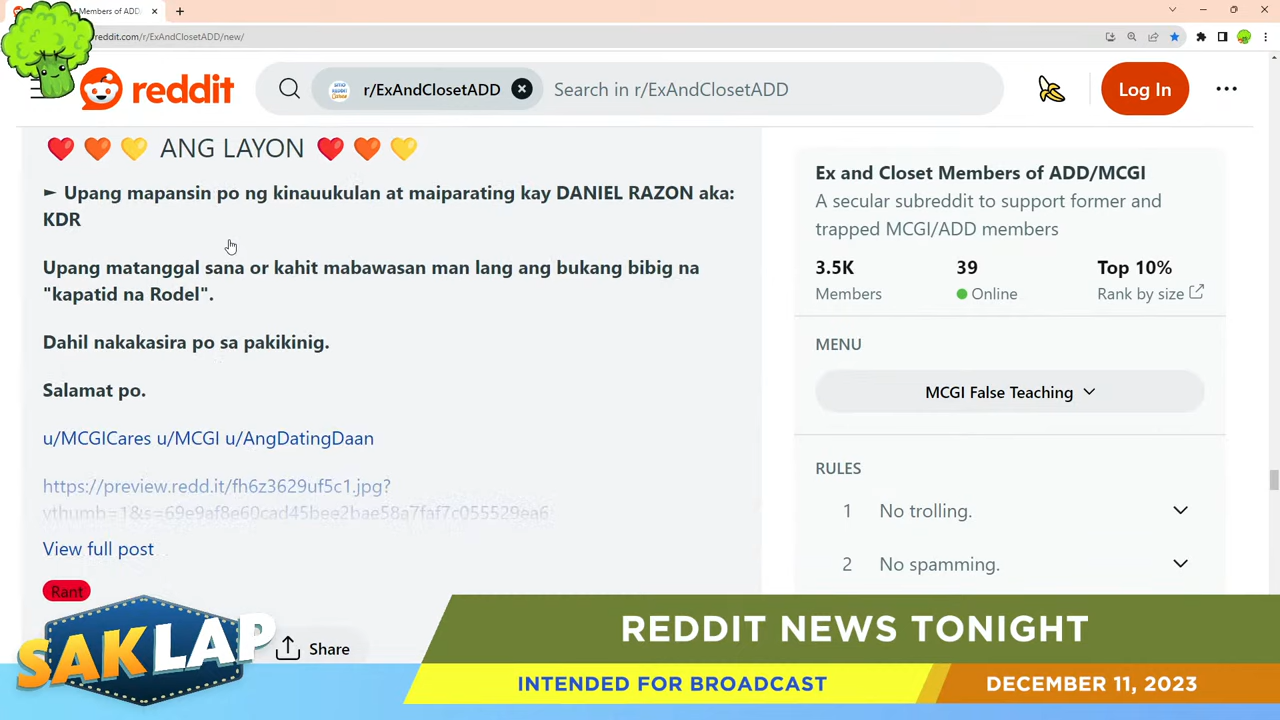 Members of ADD/
reddit.com/r/ExAndClosetADD/new/
reddit
r/ExAndClosetADD
Search in r/ExAndClosetADD
Log In
ANG LAYON
► Upang mapansin po ng kinauukulan at maiparating kay DANIEL RAZON aka:
KDR
Upang matanggal sana or kahit mabawasan man lang ang bukang bibig na
"kapatid na Rodel".
Dahil nakakasira po sa pakikinig.
Salamat po.
u/MCGICares u/MCGI u/AngDatingDaan
https://preview.redd.it/fh6z3629uf5c1.jpg?
ythumb=1&s=69e9af8e60cad45bee2bae58a7faf7c055529ea6
View full post
Rant
Share
Ex and Closet Members of ADD/MCGI
A secular subreddit to support former and
trapped MCGI/ADD members
3.5K
39
Top 10%
Members
Online
Rank by size
MENU
MCGI False Teaching
RULES
1 No trolling.
2 No spamming.
SAKLAP
REDDIT NEWS TONIGHT
INTENDED FOR BROADCAST
DECEMBER 11, 2023